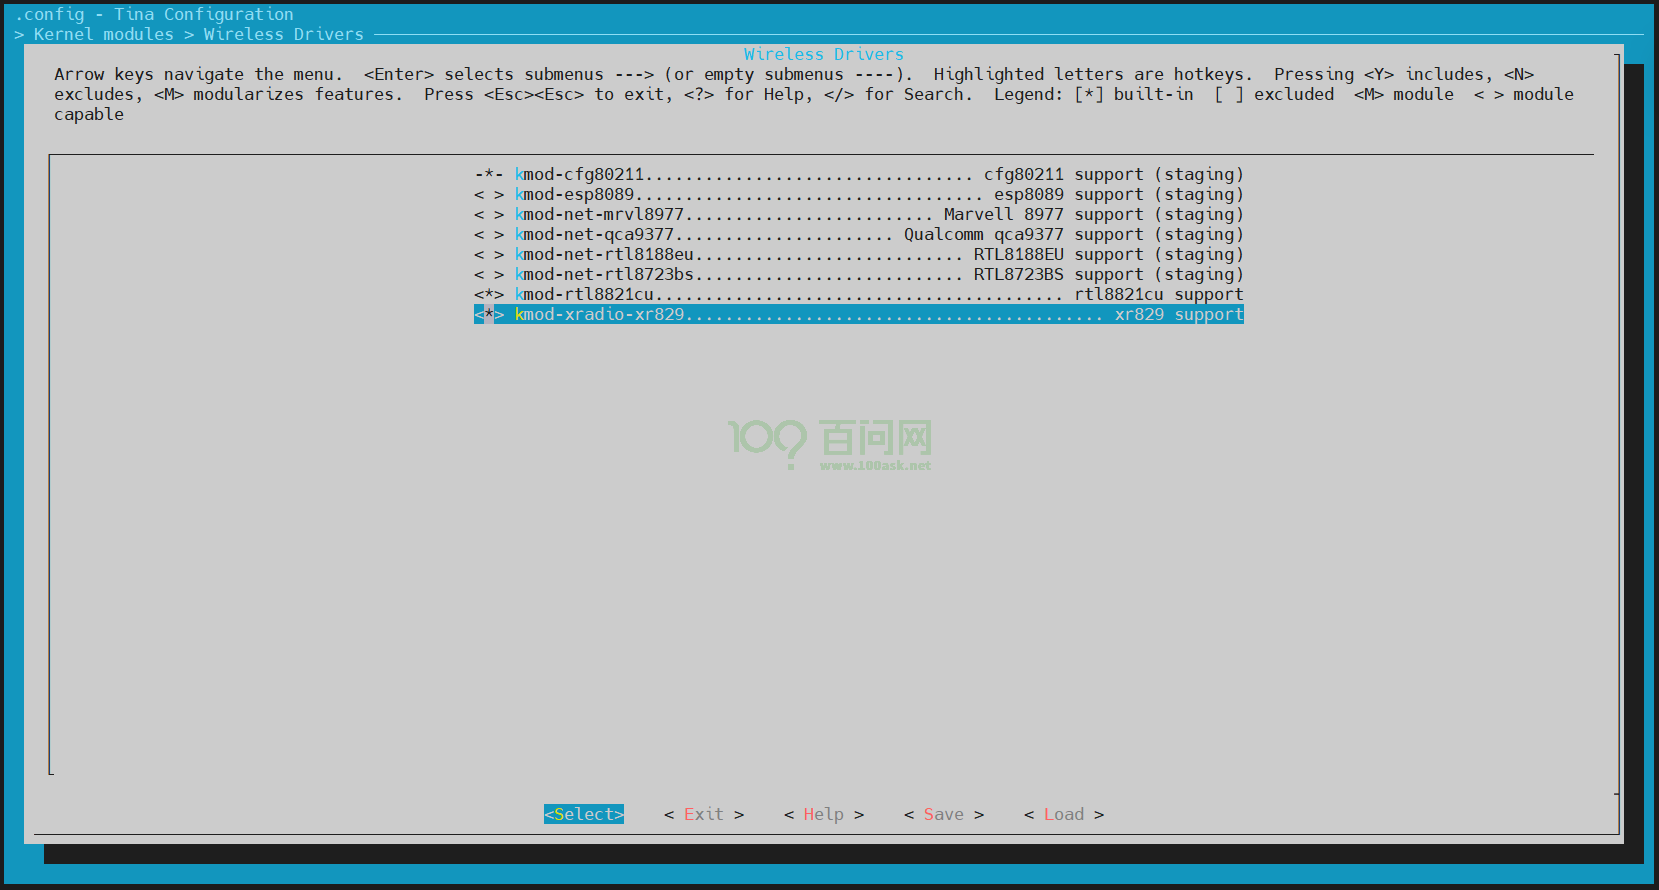 .config - Tina Configuration
> Kernel modules > Wireless Drivers
Wireless Drivers
Arrow keys navigate the menu.  <Enter> selects submenus ---> (or empty submenus ----).  Highlighted letters are hotkeys.  Pressing <Y> includes, <N>
excludes, <M> modularizes features.  Press <Esc><Esc> to exit, <?> for Help, </> for Search.  Legend: [*] built-in  [ ] excluded  <M> module  < > module
capable
-*- kmod-cfg80211................................. cfg80211 support (staging)
< > kmod-esp8089................................... esp8089 support (staging)
< > kmod-net-mrvl8977......................... Marvell 8977 support (staging)
< > kmod-net-qca9377...................... Qualcomm qca9377 support (staging)
< > kmod-net-rtl8188eu........................... RTL8188EU support (staging)
< > kmod-net-rtl8723bs........................... RTL8723BS support (staging)
<*> kmod-rtl8821cu......................................... rtl8821cu support
<*> kmod-xradio-xr829.......................................... xr829 support
100? 百问网
www.100ask.net
<Select>    < Exit >    < Help >    < Save >    < Load >